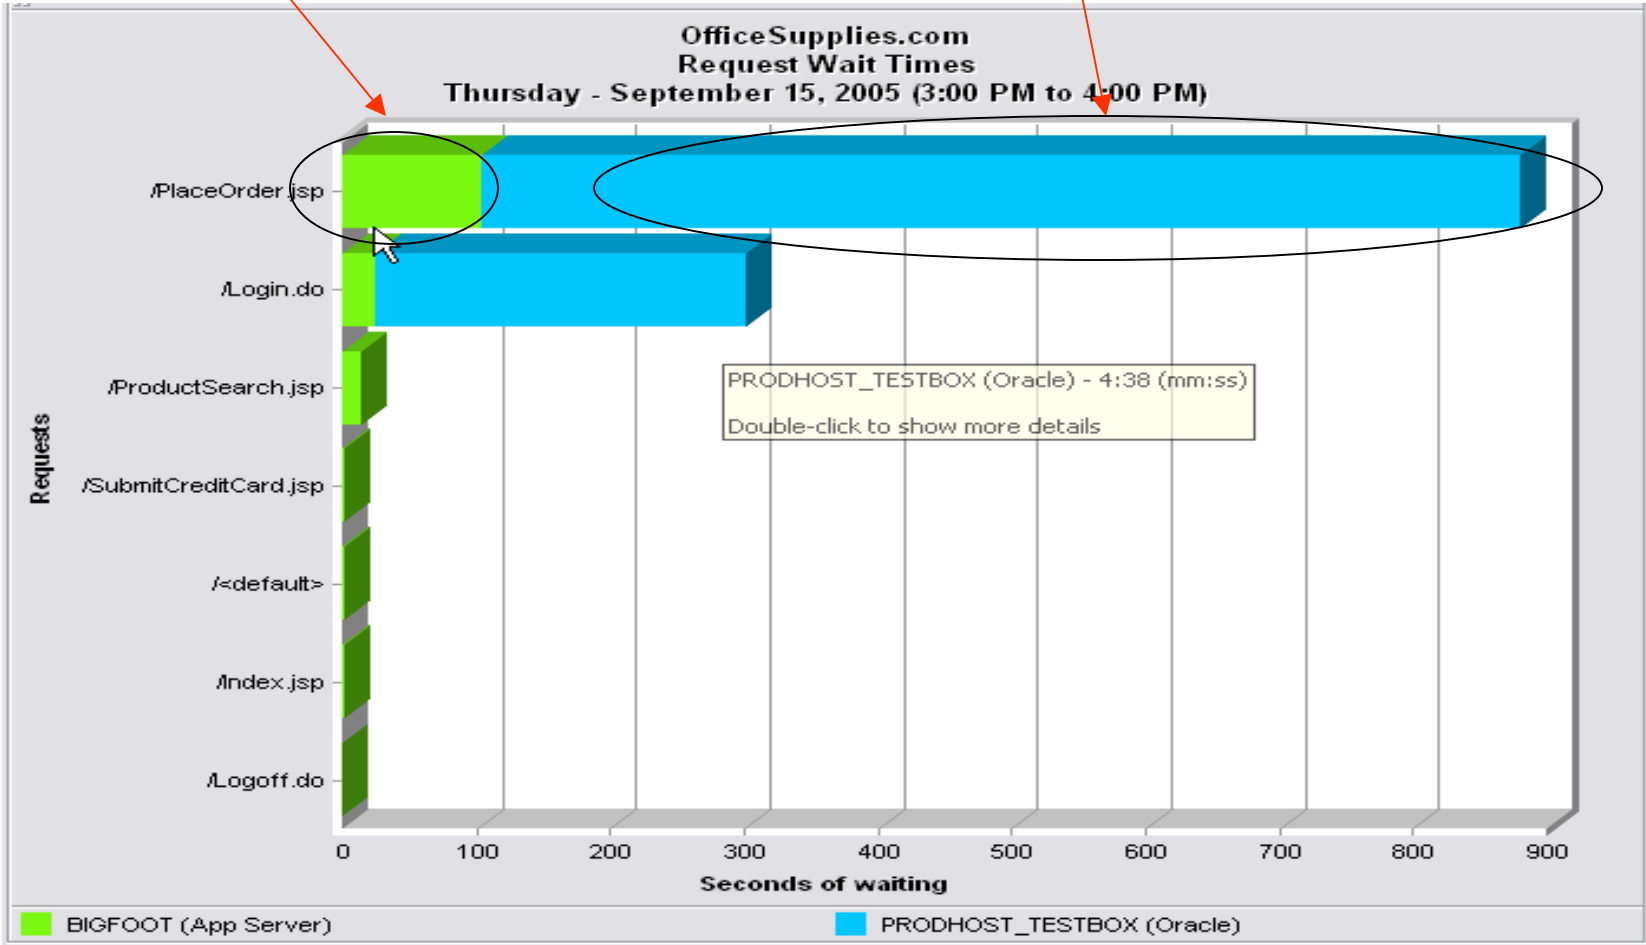 OfficeSupplies.com
Request Wait Times
Thursday - September 15, 2005 (3:00 PM to 4:00 PM)
/PlaceOrder.jsp
/Login.do
/ProductSearch.jsp
PRODHOST_TESTBOX (Oracle) - 4:38 (mm:ss)
Double-click to show more details
Requests
/SubmitCreditCard.jsp
/<default>
/Index.jsp
/Logoff.do
0 100 200 300 400 500 600 700 800 900
Seconds of waiting
BIGFOOT (App Server) PRODHOST_TESTBOX (Oracle)